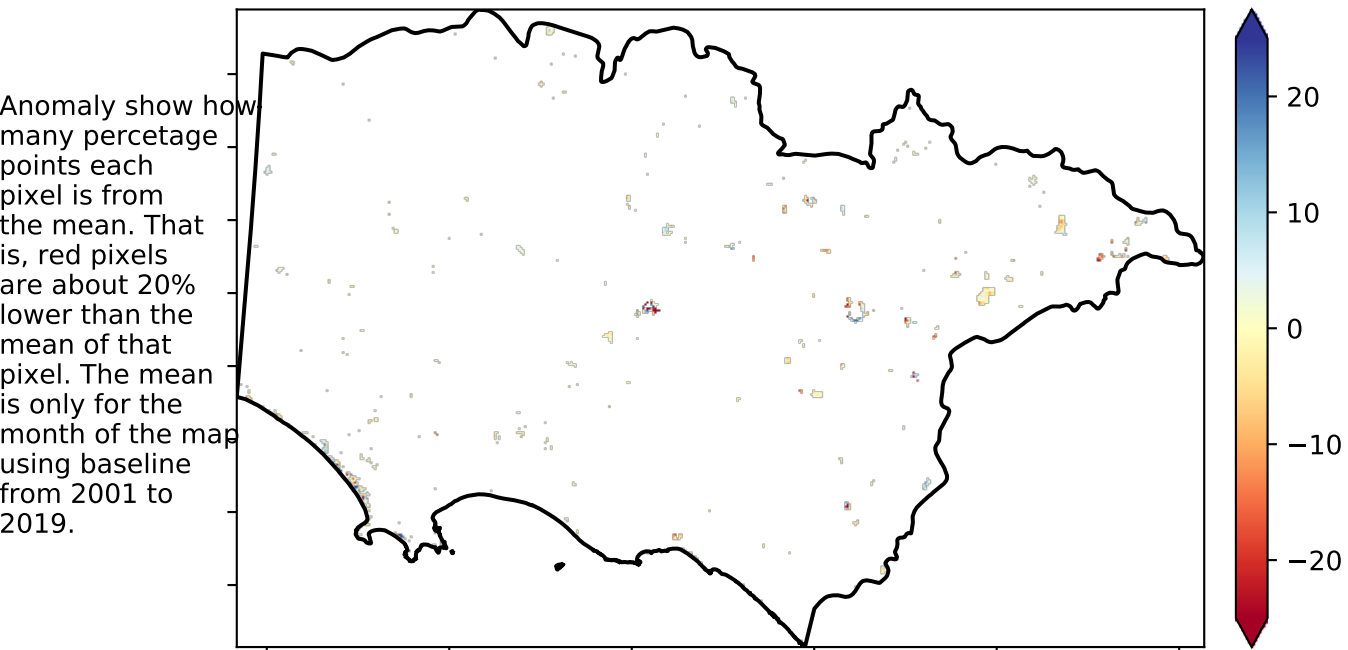 Anomaly show how
many percetage
points each
pixel is from
the mean. That
is, red pixels
are about 20%
lower than the
mean of that
pixel. The mean
is only for the
month of the map
using baseline
from 2001 to
2019.
20
10
0
−10
−20